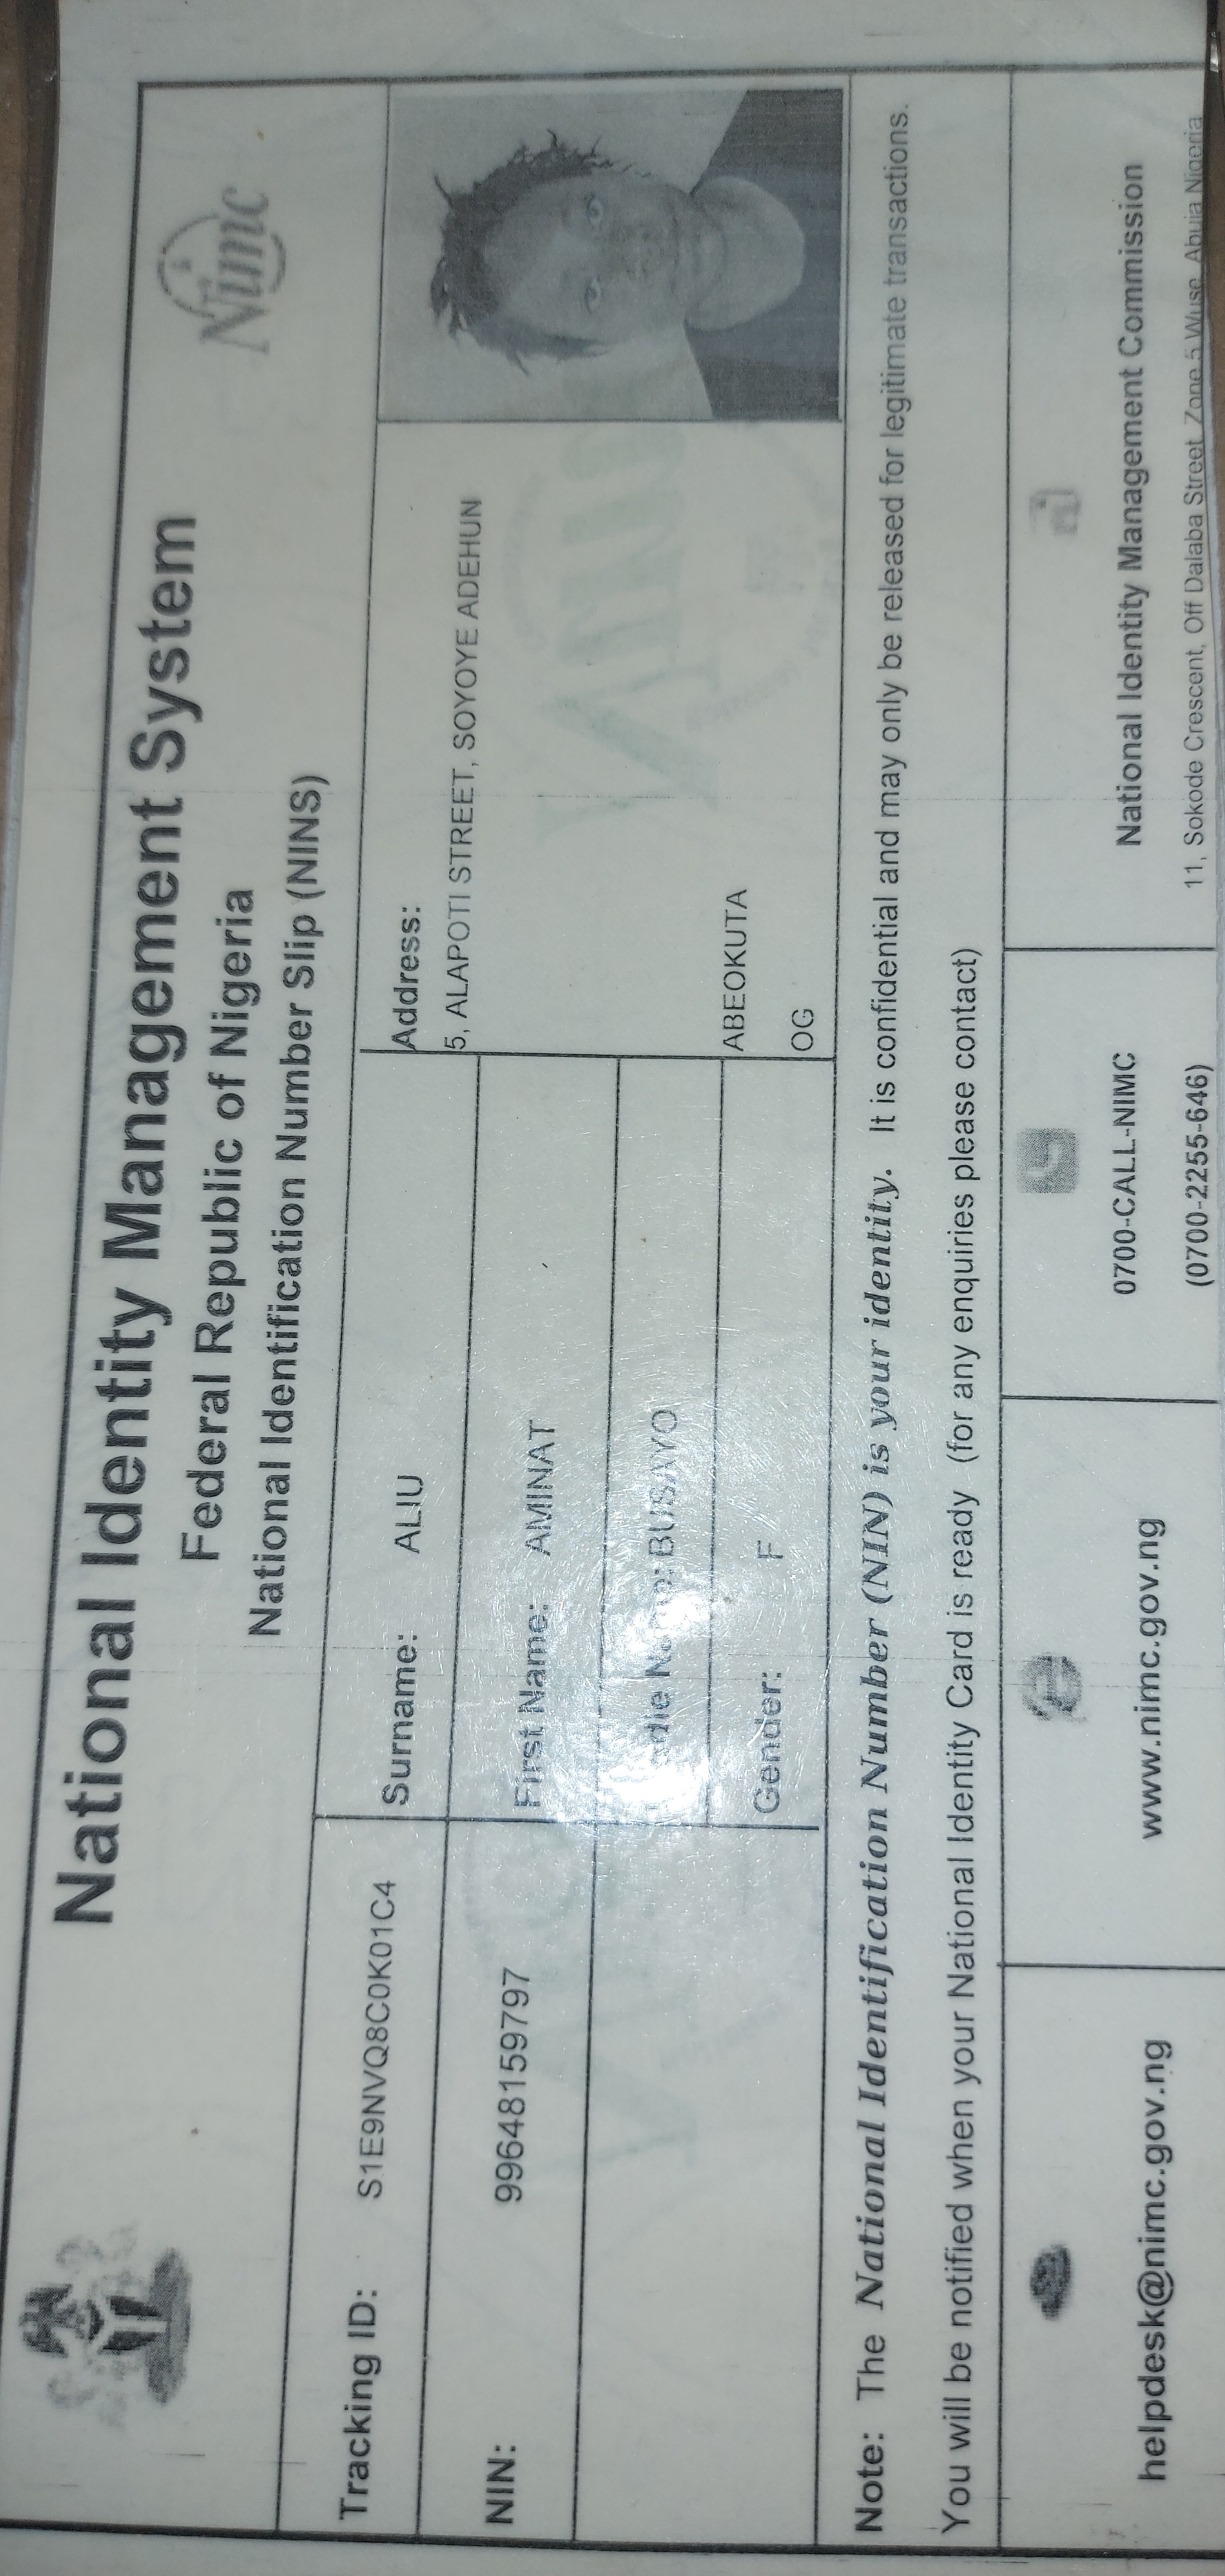 National Identity Management System
Federal Republic of Nigeria
National Identification Number Slip (NINS)
Nimc
Tracking ID: S1E9NVQ8C0K01C4
Surname: ALIU
Address:
5, ALAPOTI STREET, SOYOYE ADEHUN
NIN: 99648159797
First Name: AMINAT
Name: BUSAYO
ABEOKUTA
Gender: F
OG
Note: The National Identification Number (NIN) is your identity. It is confidential and may only be released for legitimate transactions.
You will be notified when your National Identity Card is ready (for any enquiries please contact)
helpdesk@nimc.gov.ng
www.nimc.gov.ng
0700-CALL-NIMC
(0700-2255-646)
National Identity Management Commission
11, Sokode Crescent, Off Dalaba Street, Zone 5 Wuse, Abuja Nigeria